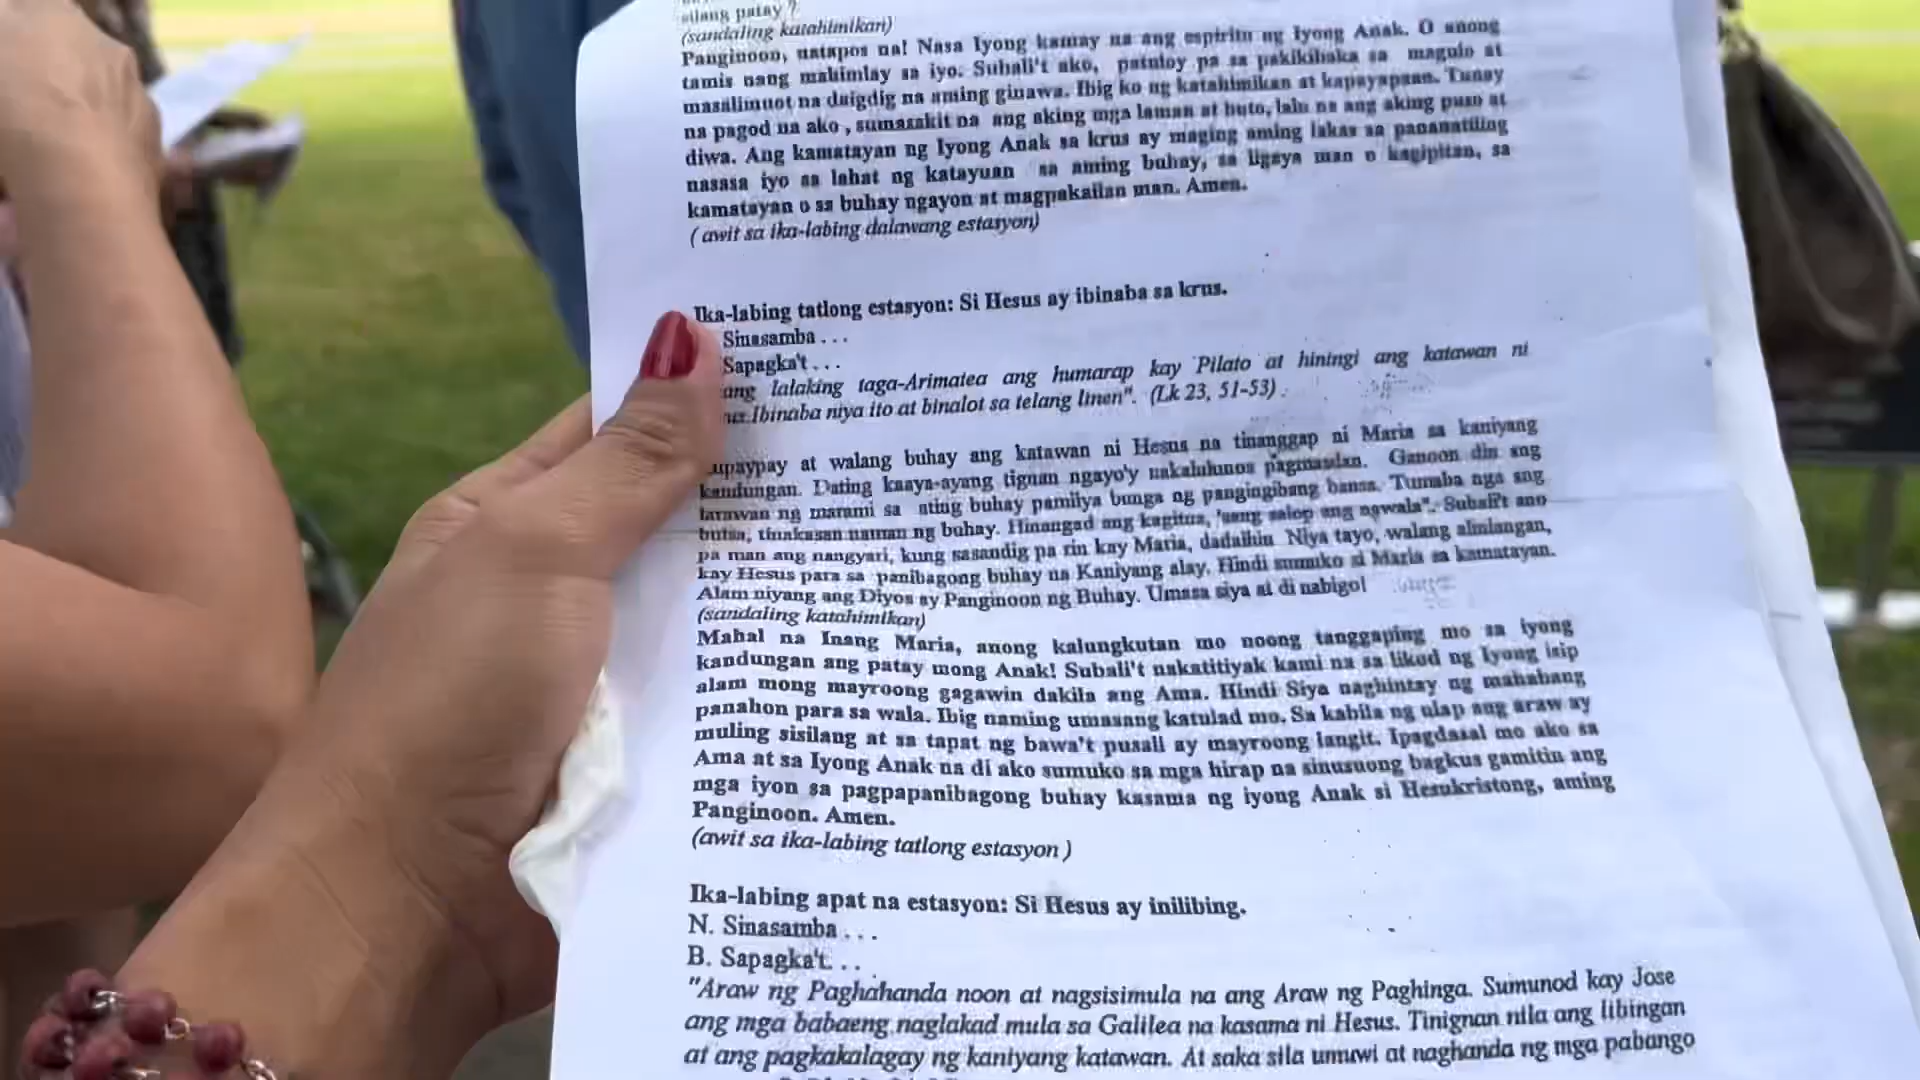 silang patay ?
(sandaling katahimikan)
Panginoon, natapos na! Nasa Iyong kamay na ang espiritu ng Iyong Anak. O anong
tamis nang mahimlay sa iyo. Subali't ako, patuloy pa sa pakikibaka sa magulo at
masalimuot na daigdig na aming ginawa. Ibig ko ng katahimikan at kapayapaan. Tunay
na pagod na ako , sumasakit na ang aking mga laman at buto, lalu na ang aking puso at
diwa. Ang kamatayan ng Iyong Anak sa krus ay maging aming lakas sa pananatiling
nasasa iyo sa lahat ng katayuan sa aming buhay, sa ligaya man o kagipitan, sa
kamatayan o sa buhay ngayon at magpakailan man. Amen.
( awit sa ika-labing dalawang estasyon)
Ika-labing tatlong estasyon: Si Hesus ay ibinaba sa krus.
Sinasamba . . .
Sapagka't . . .
ang lalaking taga-Arimatea ang humarap kay Pilato at hiningi ang katawan ni
Ibinaba niya ito at binalot sa telang linen". (Lk 23, 51-53) .
at walang buhay ang katawan ni Hesus na tinanggap ni Maria sa kaniyang
kandungan. Dating kaaya-ayang tignan ngayo'y nakalulunos pagmasdan. Ganoon din ang
larawan ng marami sa ating buhay pamilya bunga ng pangingibang bansa. Tumaba nga ang
bulsa, tinakasan naman ng buhay. Hinangad ang kagitna, 'sang salop ang nawala". Subali't ano
pa man ang nangyari, kung sasandig pa rin kay Maria, dadalhin Niya tayo, walang alinlangan,
kay Hesus para sa panibagong buhay na Kaniyang alay. Hindi sumuko si Maria sa kamatayan.
Alam niyang ang Diyos ay Panginoon ng Buhay. Umasa siya at di nabigo!
(sandaling katahimikan)
Mahal na Inang Maria, anong kalungkutan mo noong tanggaping mo sa iyong
kandungan ang patay mong Anak! Subali't nakatitiyak kami na sa likod ng Iyong isip
alam mong mayroong gagawin dakila ang Ama. Hindi Siya naghintay ng mahabang
panahon para sa wala. Ibig naming umasang katulad mo. Sa kabila ng ulap ang araw ay
muling sisilang at sa tapat ng bawa't pusali ay mayroong langit. Ipagdasal mo ako sa
Ama at sa Iyong Anak na di ako sumuko sa mga hirap na sinusuong bagkus gamitin ang
mga iyon sa pagpapanibagong buhay kasama ng iyong Anak si Hesukristong, aming
Panginoon. Amen.
(awit sa ika-labing tatlong estasyon )
Ika-labing apat na estasyon: Si Hesus ay inilibing.
N. Sinasamba . . .
B. Sapagka't. . .
"Araw ng Paghahanda noon at nagsisimula na ang Araw ng Paghinga. Sumunod kay Jose
ang mga babaeng naglakad mula sa Galilea na kasama ni Hesus. Tinignan nila ang libingan
at ang pagkakalagay ng kaniyang katawan. At saka sila umuwi at naghanda ng mga pabango